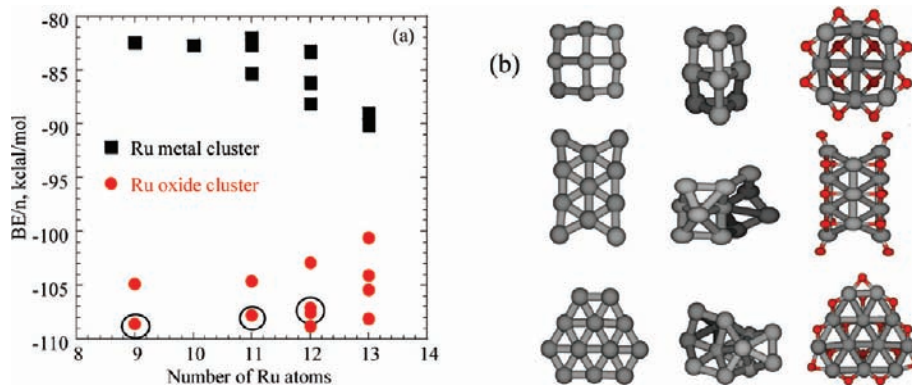 (a)
-80
-85
-90
-95
-100
-105
-110
BE/n, kclal/mol
Ru metal cluster
Ru oxide cluster
8 9 10 11 12 13 14
Number of Ru atoms
(b)